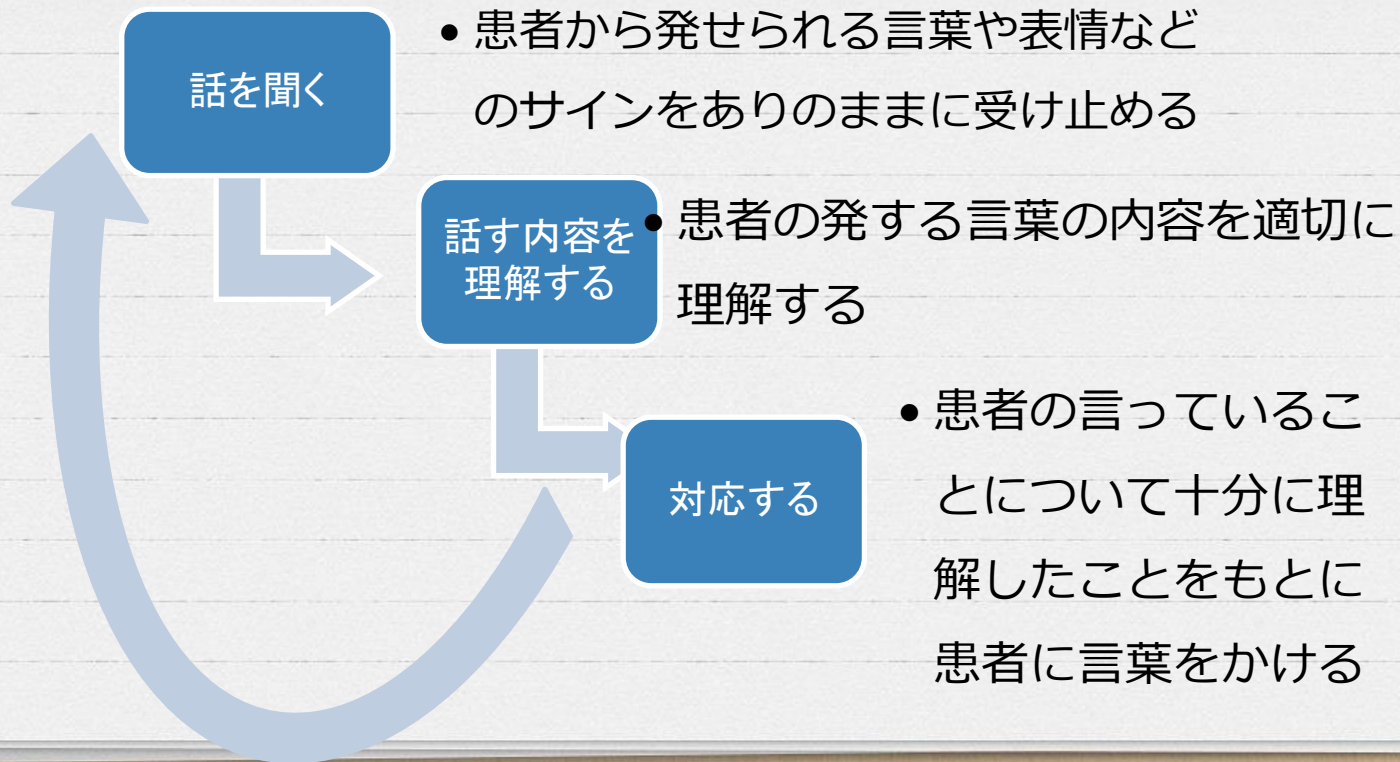 話を聞く
• 患者から発せられる言葉や表情など
のサインをありのままに受け止める
話す内容を
理解する
• 患者の発する言葉の内容を適切に
理解する
対応する
• 患者の言っているこ
とについて十分に理
解したことをもとに
患者に言葉をかける